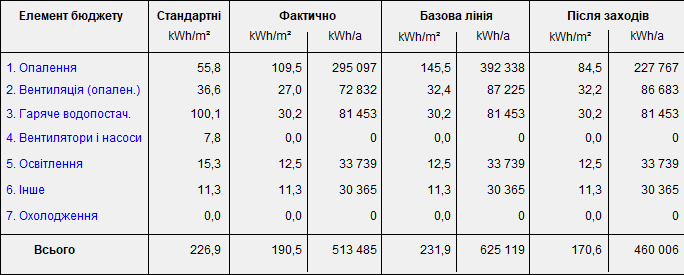 Елемент бюджету Стандартні Фактично Базова лінія Після заходів
kWh/m² kWh/m² kWh/a kWh/m² kWh/a kWh/m² kWh/a
1. Опалення 55,8 109,5 295 097 145,5 392 338 84,5 227 767
2. Вентиляція (опален.) 36,6 27,0 72 832 32,4 87 225 32,2 86 683
3. Гаряче водопостач. 100,1 30,2 81 453 30,2 81 453 30,2 81 453
4. Вентилятори і насоси 7,8 0,0 0 0,0 0 0,0 0
5. Освітлення 15,3 12,5 33 739 12,5 33 739 12,5 33 739
6. Інше 11,3 11,3 30 365 11,3 30 365 11,3 30 365
7. Охолодження 0,0 0,0 0 0,0 0 0,0 0
Всього 226,9 190,5 513 485 231,9 625 119 170,6 460 006